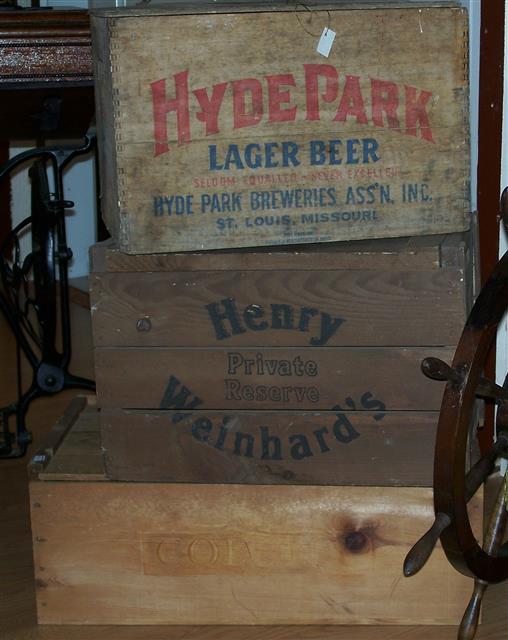 HYDE PARK
LAGER BEER
SELDOM EQUALLED - NEVER EXCELLED
HYDE PARK BREWERIES ASS'N, INC.
ST. LOUIS, MISSOURI
Henry
Private
Reserve
Weinhard's